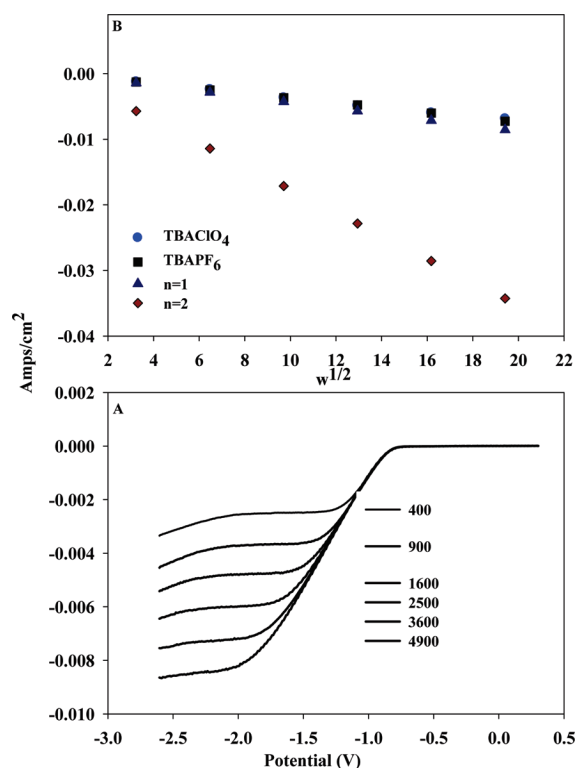 B
0.00
-0.01
-0.02
-0.03
-0.04
TBAClO4
TBAPF6
n=1
n=2
2 4 6 8 10 12 14 16 18 20 22
w1/2
Amps/cm2
0.002
0.000
-0.002
-0.004
-0.006
-0.008
-0.010
A
400
900
1600
2500
3600
4900
-3.0 -2.5 -2.0 -1.5 -1.0 -0.5 0.0 0.5
Potential (V)